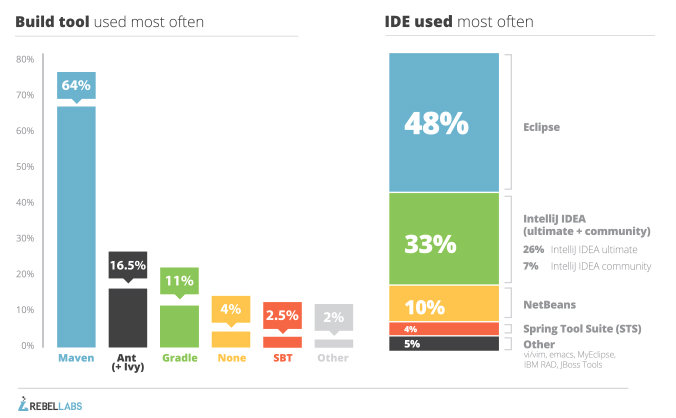 Build tool used most often
80%
70%
60%
50%
40%
30%
20%
10%
0%
64%
16.5%
11%
4%
2.5%
2%
Maven
Ant
(+ Ivy)
Gradle
None
SBT
Other
IDE used most often
48%
Eclipse
33%
IntelliJ IDEA
(ultimate + community)
26% IntelliJ IDEA ultimate
7% IntelliJ IDEA community
10%
NetBeans
4%
Spring Tool Suite (STS)
5%
Other
vi/vim, emacs, MyEclipse,
IBM RAD, JBoss Tools
REBELLABS